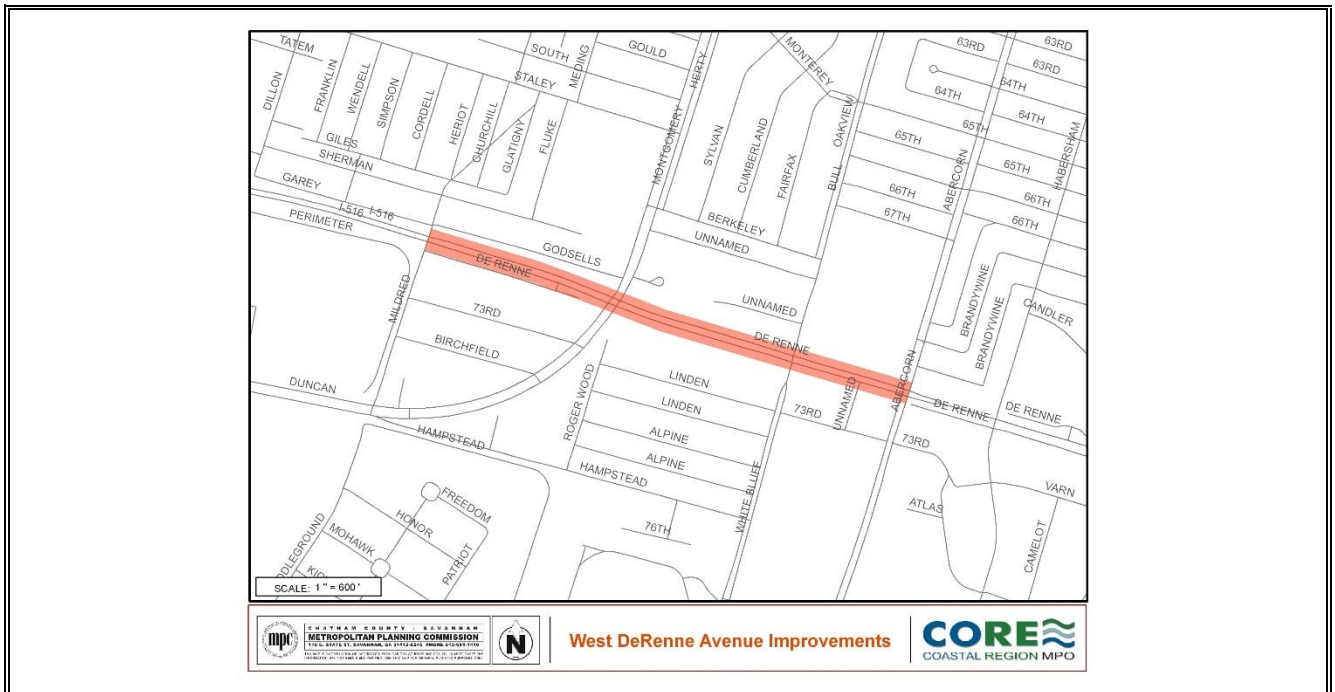 TATEM
SOUTH
MEDING
GOULD
HERTY
MONTEREY
63RD
63RD
63RD
64TH
64TH
64TH
DILLON
FRANKLIN
WENDELL
SIMPSON
CORDELL
HERIOT
CHURCHILL
GLATIGNY
FLUKE
STALEY
MONTGOMERY
SYLVAN
CUMBERLAND
FAIRFAX
BULL
OAKVIEW
65TH
65TH
65TH
ABERCORN
HABERSHAM
GILES
SHERMAN
GAREY
I-516 I-516
PERIMETER
66TH
66TH
66TH
67TH
BERKELEY
UNNAMED
GODSELLS
DE RENNE
UNNAMED
DE RENNE
BRANDYWINE
BRANDYWINE
CANDLER
MILDRED
73RD
BIRCHFIELD
DUNCAN
ROGER WOOD
LINDEN
LINDEN
ALPINE
ALPINE
HAMPSTEAD
HAMPSTEAD
73RD
UNNAMED
ABERCORN
DE RENNE
DE RENNE
73RD
VARN
WHITE BLUFF
76TH
ATLAS
CAMELOT
FREEDOM
HONOR
MOHAWK
PATRIOT
DDLEGROUND
SCALE: 1 " = 600 '
mpc
CHATHAM COUNTY - SAVANNAH
METROPOLITAN PLANNING COMMISSION
N
West DeRenne Avenue Improvements
CORE
COASTAL REGION MPO